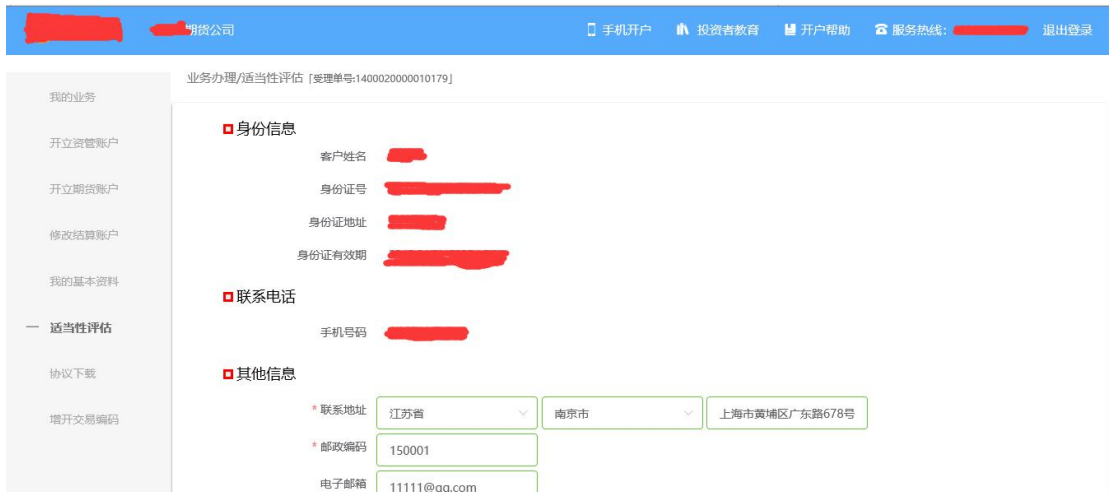 期货公司
手机开户 投资者教育 开户帮助 服务热线: 退出登录
业务办理/适当性评估「受理单号:1400020000010179」
我的业务
开立资管账户
开立期货账户
修改结算账户
我的基本资料
一 适当性评估
协议下载
增开交易编码
身份信息
客户姓名
身份证号
身份证地址
身份证有效期
联系电话
手机号码
其他信息
* 联系地址 江苏省 南京市 上海市黄埔区广东路678号
* 邮政编码 150001
电子邮箱 11111@qq.com